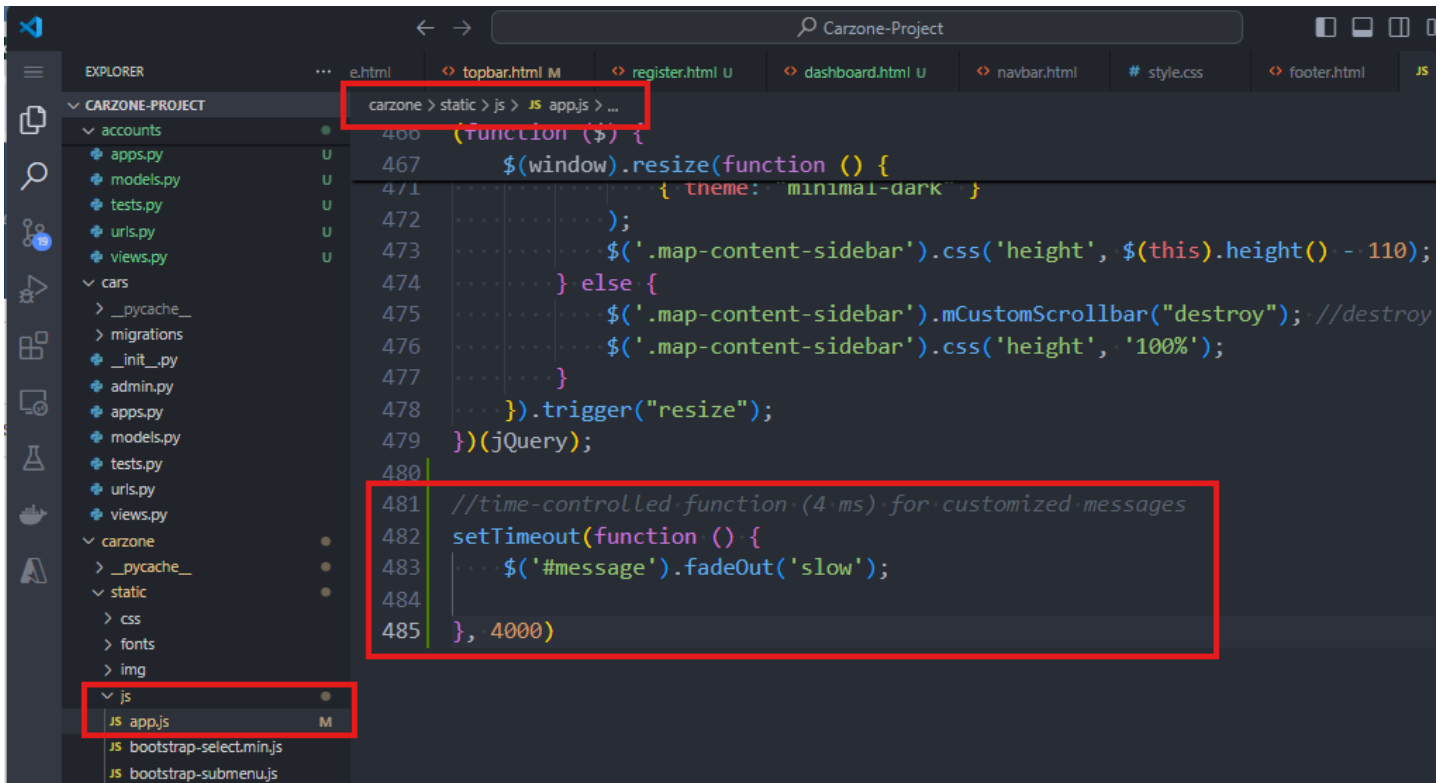 Carzone-Project
EXPLORER ···
e.html topbar.html M register.html U dashboard.html U navbar.html # style.css footer.html JS
CARZONE-PROJECT
carzone > static > js > JS app.js > ...
accounts
apps.py U
models.py U
tests.py U
urls.py U
views.py U
cars
__pycache__
migrations
__init__.py
admin.py
apps.py
models.py
tests.py
urls.py
views.py
carzone
__pycache__
static
css
fonts
img
js
JS app.js M
JS bootstrap-select.min.js
JS bootstrap-submenu.js
19
466 (function ($) {
467 $(window).resize(function () {
471 { theme: "minimal-dark" }
472 );
473 $('.map-content-sidebar').css('height', $(this).height() - 110);
474 } else {
475 $('.map-content-sidebar').mCustomScrollbar("destroy"); //destroy
476 $('.map-content-sidebar').css('height', '100%');
477 }
478 }).trigger("resize");
479 })(jQuery);
480
481 //time-controlled function (4 ms) for customized messages
482 setTimeout(function () {
483 $('#message').fadeOut('slow');
484
485 }, 4000)